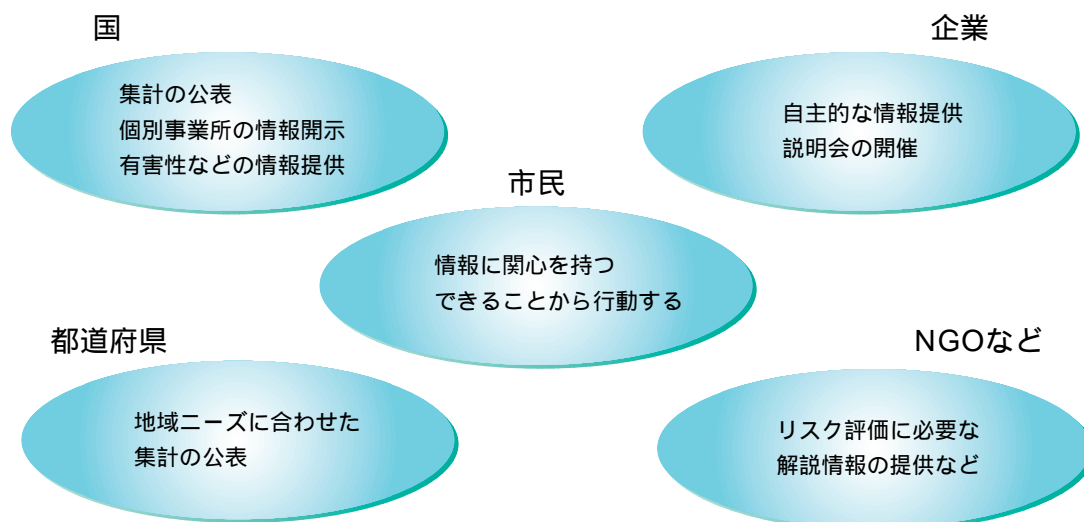 国
集計の公表
個別事業所の情報開示
有害性などの情報提供
企業
自主的な情報提供
説明会の開催
市民
情報に関心を持つ
できることから行動する
都道府県
地域ニーズに合わせた
集計の公表
NGOなど
リスク評価に必要な
解説情報の提供など